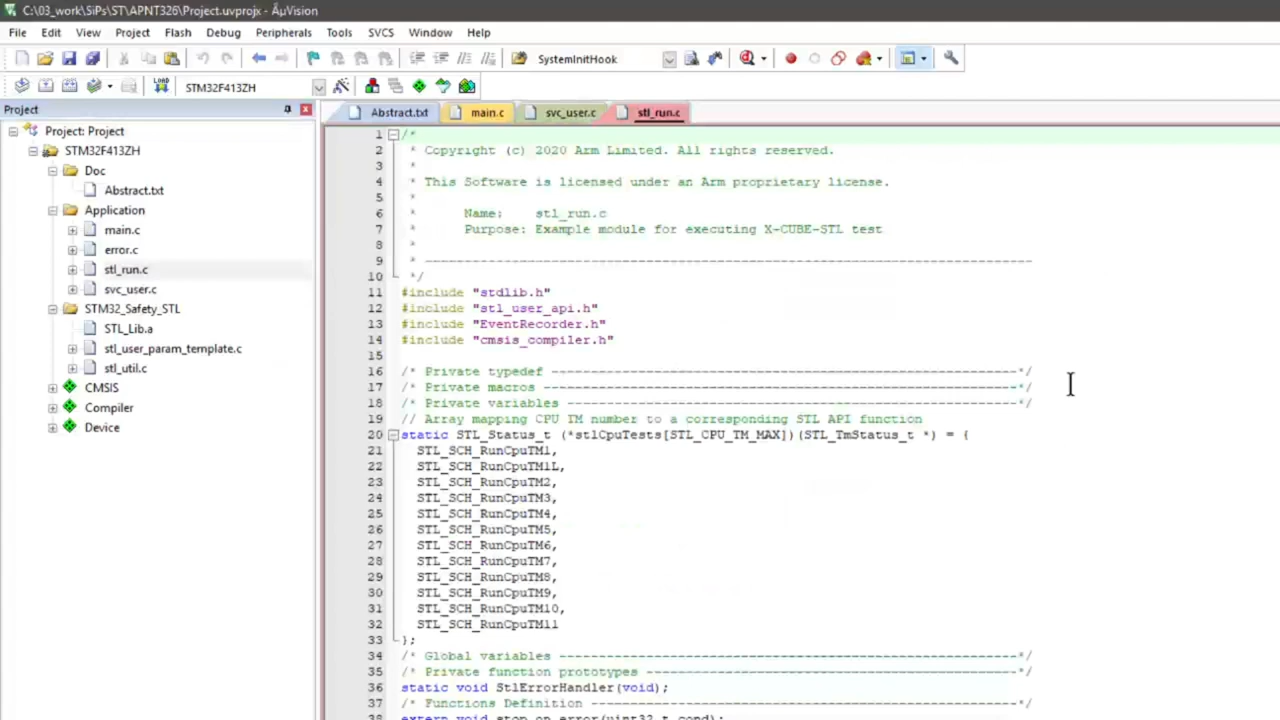 C:\03_work\SiPs\ST\APNT326\Project.uvprojx - ÂµVision
File Edit View Project Flash Debug Peripherals Tools SVCS Window Help
SystemInitHook
LOAD STM32F413ZH
Project
Abstract.txt main.c svc_user.c stl_run.c
Project: Project
STM32F413ZH
Doc
Abstract.txt
Application
main.c
error.c
stl_run.c
svc_user.c
STM32_Safety_STL
STL_Lib.a
stl_user_param_template.c
stl_util.c
CMSIS
Compiler
Device
1 /*
2 * Copyright (c) 2020 Arm Limited. All rights reserved.
3 *
4 * This Software is licensed under an Arm proprietary license.
5 *
6 * Name: stl_run.c
7 * Purpose: Example module for executing X-CUBE-STL test
8 *
9 * -----------------------------------------------------------------------------
10 */
11 #include "stdlib.h"
12 #include "stl_user_api.h"
13 #include "EventRecorder.h"
14 #include "cmsis_compiler.h"
15
16 /* Private typedef -----------------------------------------------------------*/
17 /* Private macros ------------------------------------------------------------*/
18 /* Private variables ---------------------------------------------------------*/
19 // Array mapping CPU TM number to a corresponding STL API function
20 static STL_Status_t (*stlCpuTests[STL_CPU_TM_MAX])(STL_TmStatus_t *) = {
21 STL_SCH_RunCpuTM1,
22 STL_SCH_RunCpuTM1L,
23 STL_SCH_RunCpuTM2,
24 STL_SCH_RunCpuTM3,
25 STL_SCH_RunCpuTM4,
26 STL_SCH_RunCpuTM5,
27 STL_SCH_RunCpuTM6,
28 STL_SCH_RunCpuTM7,
29 STL_SCH_RunCpuTM8,
30 STL_SCH_RunCpuTM9,
31 STL_SCH_RunCpuTM10,
32 STL_SCH_RunCpuTM11
33 };
34 /* Global variables ----------------------------------------------------------*/
35 /* Private function prototypes -----------------------------------------------*/
36 static void StlErrorHandler(void);
37 /* Functions Definition ------------------------------------------------------*/
38 extern void stop_on_error(uint32_t cond);